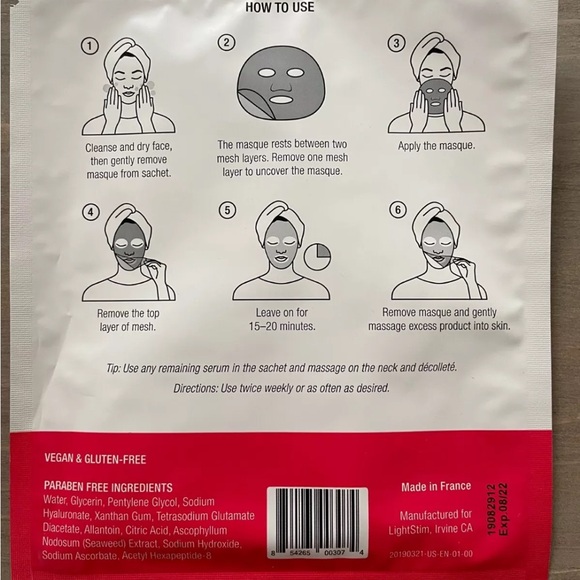 HOW TO USE
1
2
3
Cleanse and dry face,
then gently remove
masque from sachet.
The masque rests between two
mesh layers. Remove one mesh
layer to uncover the masque.
Apply the masque.
4
5
6
Remove the top
layer of mesh.
Leave on for
15–20 minutes.
Remove masque and gently
massage excess product into skin.
Tip: Use any remaining serum in the sachet and massage on the neck and décolleté.
Directions: Use twice weekly or as often as desired.
VEGAN & GLUTEN-FREE
PARABEN FREE INGREDIENTS
Water, Glycerin, Pentylene Glycol, Sodium
Hyaluronate, Xanthan Gum, Tetrasodium Glutamate
Diacetate, Allantoin, Citric Acid, Ascophyllum
Nodosum (Seaweed) Extract, Sodium Hydroxide,
Sodium Ascorbate, Acetyl Hexapeptide-8
8 54265 00307 4
Made in France
Manufactured for
LightStim, Irvine CA
20190321-US-EN-01-00
19082912
Exp 08/22